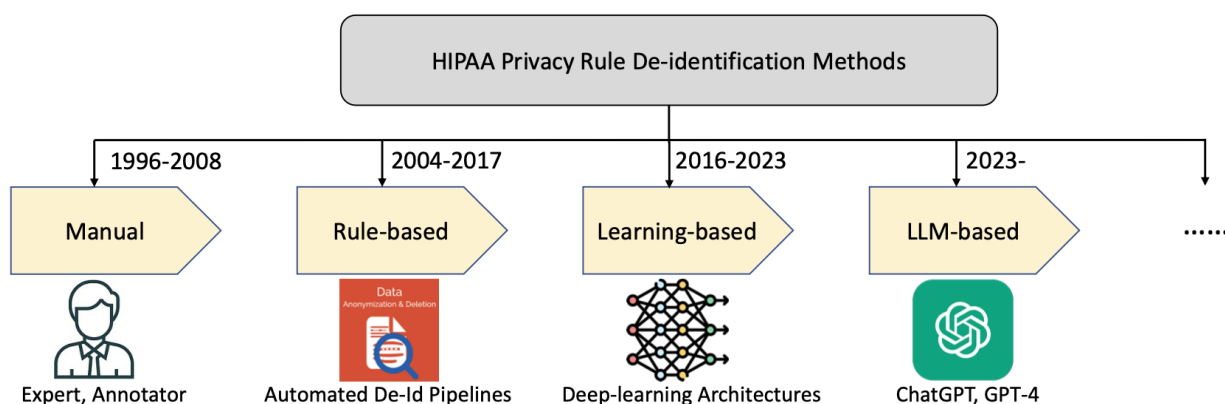 HIPAA Privacy Rule De-identification Methods
1996-2008
2004-2017
2016-2023
2023-
Manual
Rule-based
Learning-based
LLM-based
......
Data
Anonymization & Deletion
Expert, Annotator
Automated De-Id Pipelines
Deep-learning Architectures
ChatGPT, GPT-4